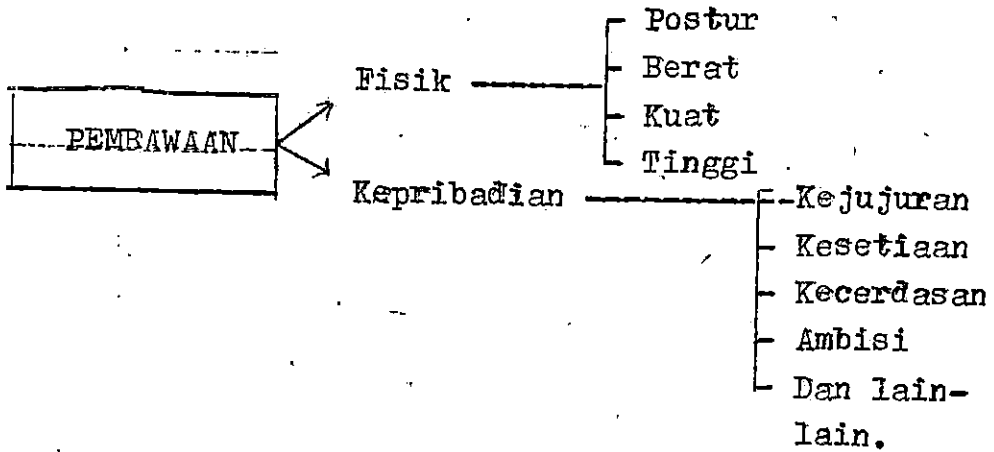 Postur
Fisik
Berat
Kuat
PEMBAWAAN
Tinggi
Kepribadian
Kejujuran
Kesetiaan
Kecerdasan
Ambisi
Dan lain-
lain.